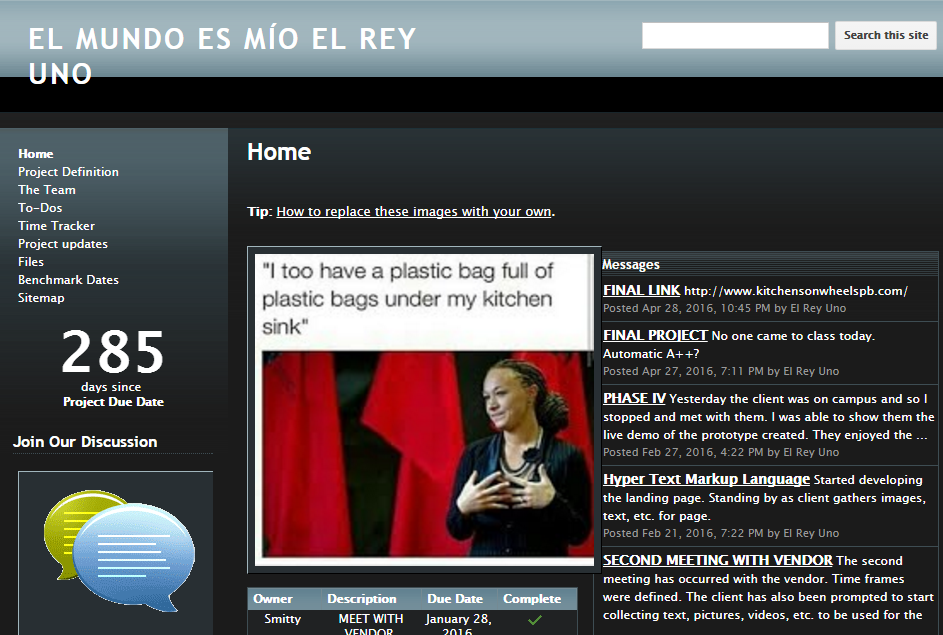 EL MUNDO ES MÍO EL REY
UNO
Search this site
Home
Project Definition
The Team
To-Dos
Time Tracker
Project updates
Files
Benchmark Dates
Sitemap
285
days since
Project Due Date
Join Our Discussion
Home
Tip: How to replace these images with your own.
"I too have a plastic bag full of
plastic bags under my kitchen
sink"
Owner Description Due Date Complete
Smitty MEET WITH January 28,
VENDOR 2016
Messages
FINAL LINK http://www.kitchensonwheelspb.com/
Posted Apr 28, 2016, 10:45 PM by El Rey Uno
FINAL PROJECT No one came to class today.
Automatic A++?
Posted Apr 27, 2016, 7:11 PM by El Rey Uno
PHASE IV Yesterday the client was on campus and so I
stopped and met with them. I was able to show them the
live demo of the prototype created. They enjoyed the ...
Posted Feb 27, 2016, 4:22 PM by El Rey Uno
Hyper Text Markup Language Started developing
the landing page. Standing by as client gathers images,
text, etc. for page.
Posted Feb 21, 2016, 7:22 PM by El Rey Uno
SECOND MEETING WITH VENDOR The second
meeting has occurred with the vendor. Time frames
were defined. The client has also been prompted to start
collecting text, pictures, videos, etc. to be used for the